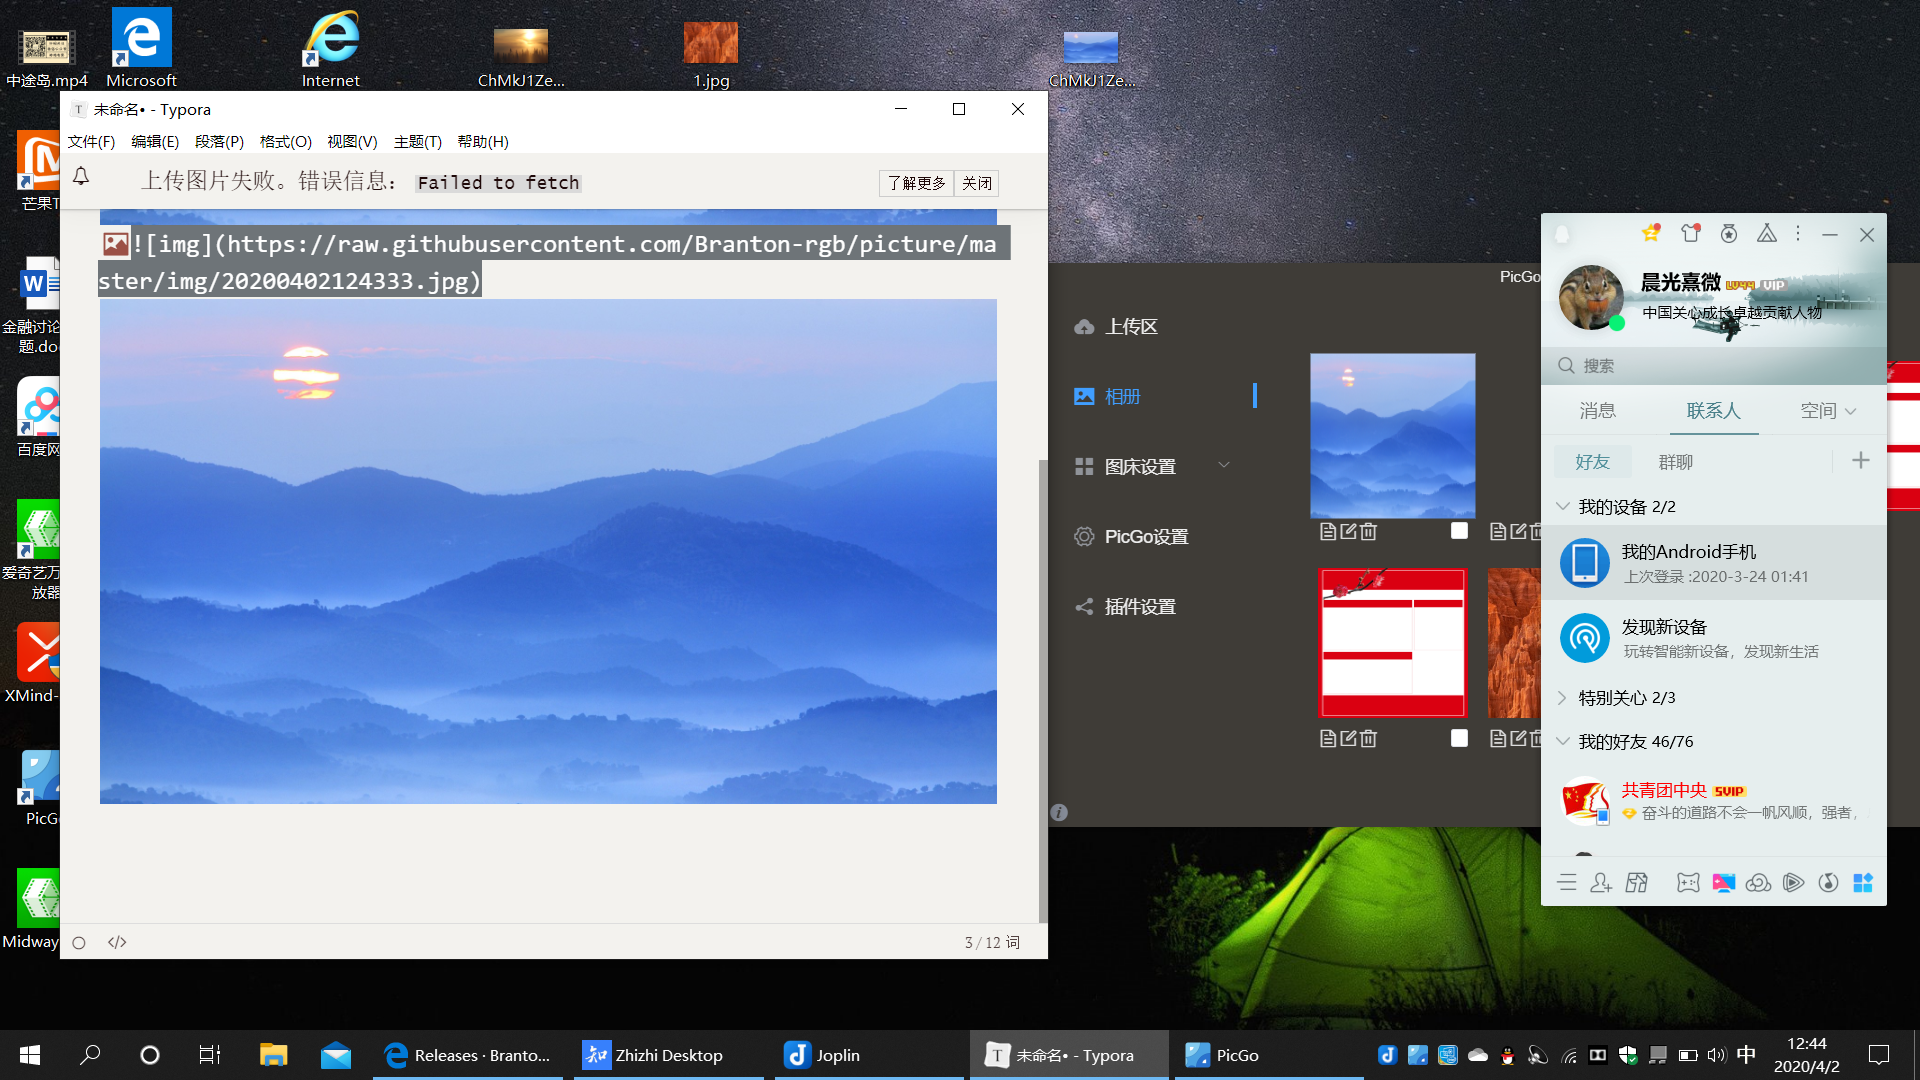 中途岛.mp4
Microsoft
Internet
ChMkJ1Ze...
1.jpg
ChMkJ1Ze...
未命名• - Typora
文件(F) 编辑(E) 段落(P) 格式(O) 视图(V) 主题(T) 帮助(H)
上传图片失败。错误信息： Failed to fetch
了解更多 关闭
![img](https://raw.githubusercontent.com/Branton-rgb/picture/ma
ster/img/20200402124333.jpg)
3 / 12 词
芒果T
W
金融讨论
题.do
百度网
爱奇艺万
放器
XMind-
PicG
Midway
PicGo
上传区
相册
图床设置
PicGo设置
插件设置
晨光熹微 LV44 VIP
中国关心成长卓越贡献人物
搜索
消息 联系人 空间
好友 群聊
我的设备 2/2
我的Android手机
上次登录 :2020-3-24 01:41
发现新设备
玩转智能新设备，发现新生活
特别关心 2/3
我的好友 46/76
共青团中央 SVIP
奋斗的道路不会一帆风顺，强者，
Releases · Branto...
知 Zhizhi Desktop
Joplin
未命名• - Typora
PicGo
中
12:44
2020/4/2